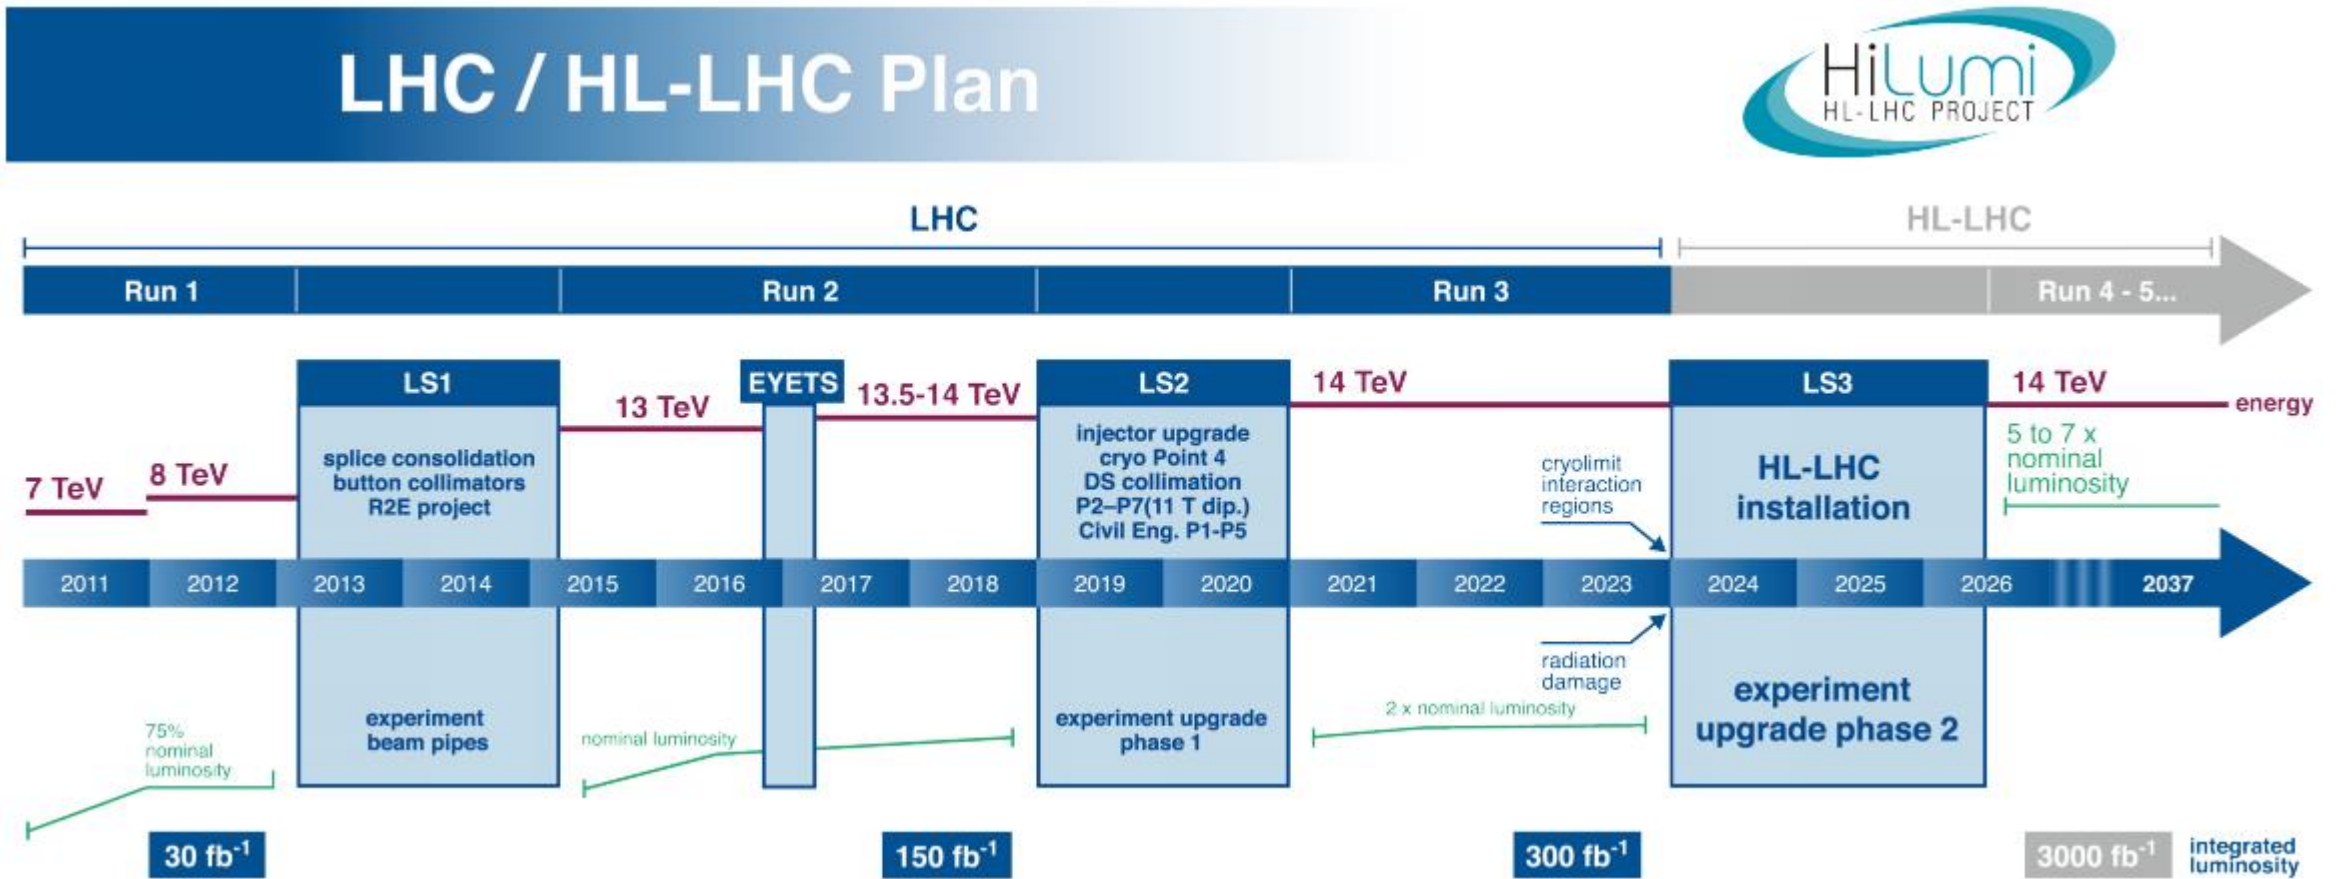 LHC / HL-LHC Plan
HiLumi
HL-LHC PROJECT
LHC
HL-LHC
Run 1
Run 2
Run 3
Run 4 - 5...
LS1
EYETS
LS2
LS3
7 TeV
8 TeV
13 TeV
13.5-14 TeV
14 TeV
14 TeV
energy
splice consolidation
button collimators
R2E project
injector upgrade
cryo Point 4
DS collimation
P2–P7(11 T dip.)
Civil Eng. P1-P5
cryolimit
interaction
regions
HL-LHC
installation
5 to 7 x
nominal
luminosity
2011
2012
2013
2014
2015
2016
2017
2018
2019
2020
2021
2022
2023
2024
2025
2026
2037
75%
nominal
luminosity
experiment
beam pipes
nominal luminosity
experiment upgrade
phase 1
radiation
damage
2 x nominal luminosity
experiment
upgrade phase 2
30 fb⁻¹
150 fb⁻¹
300 fb⁻¹
3000 fb⁻¹
integrated
luminosity